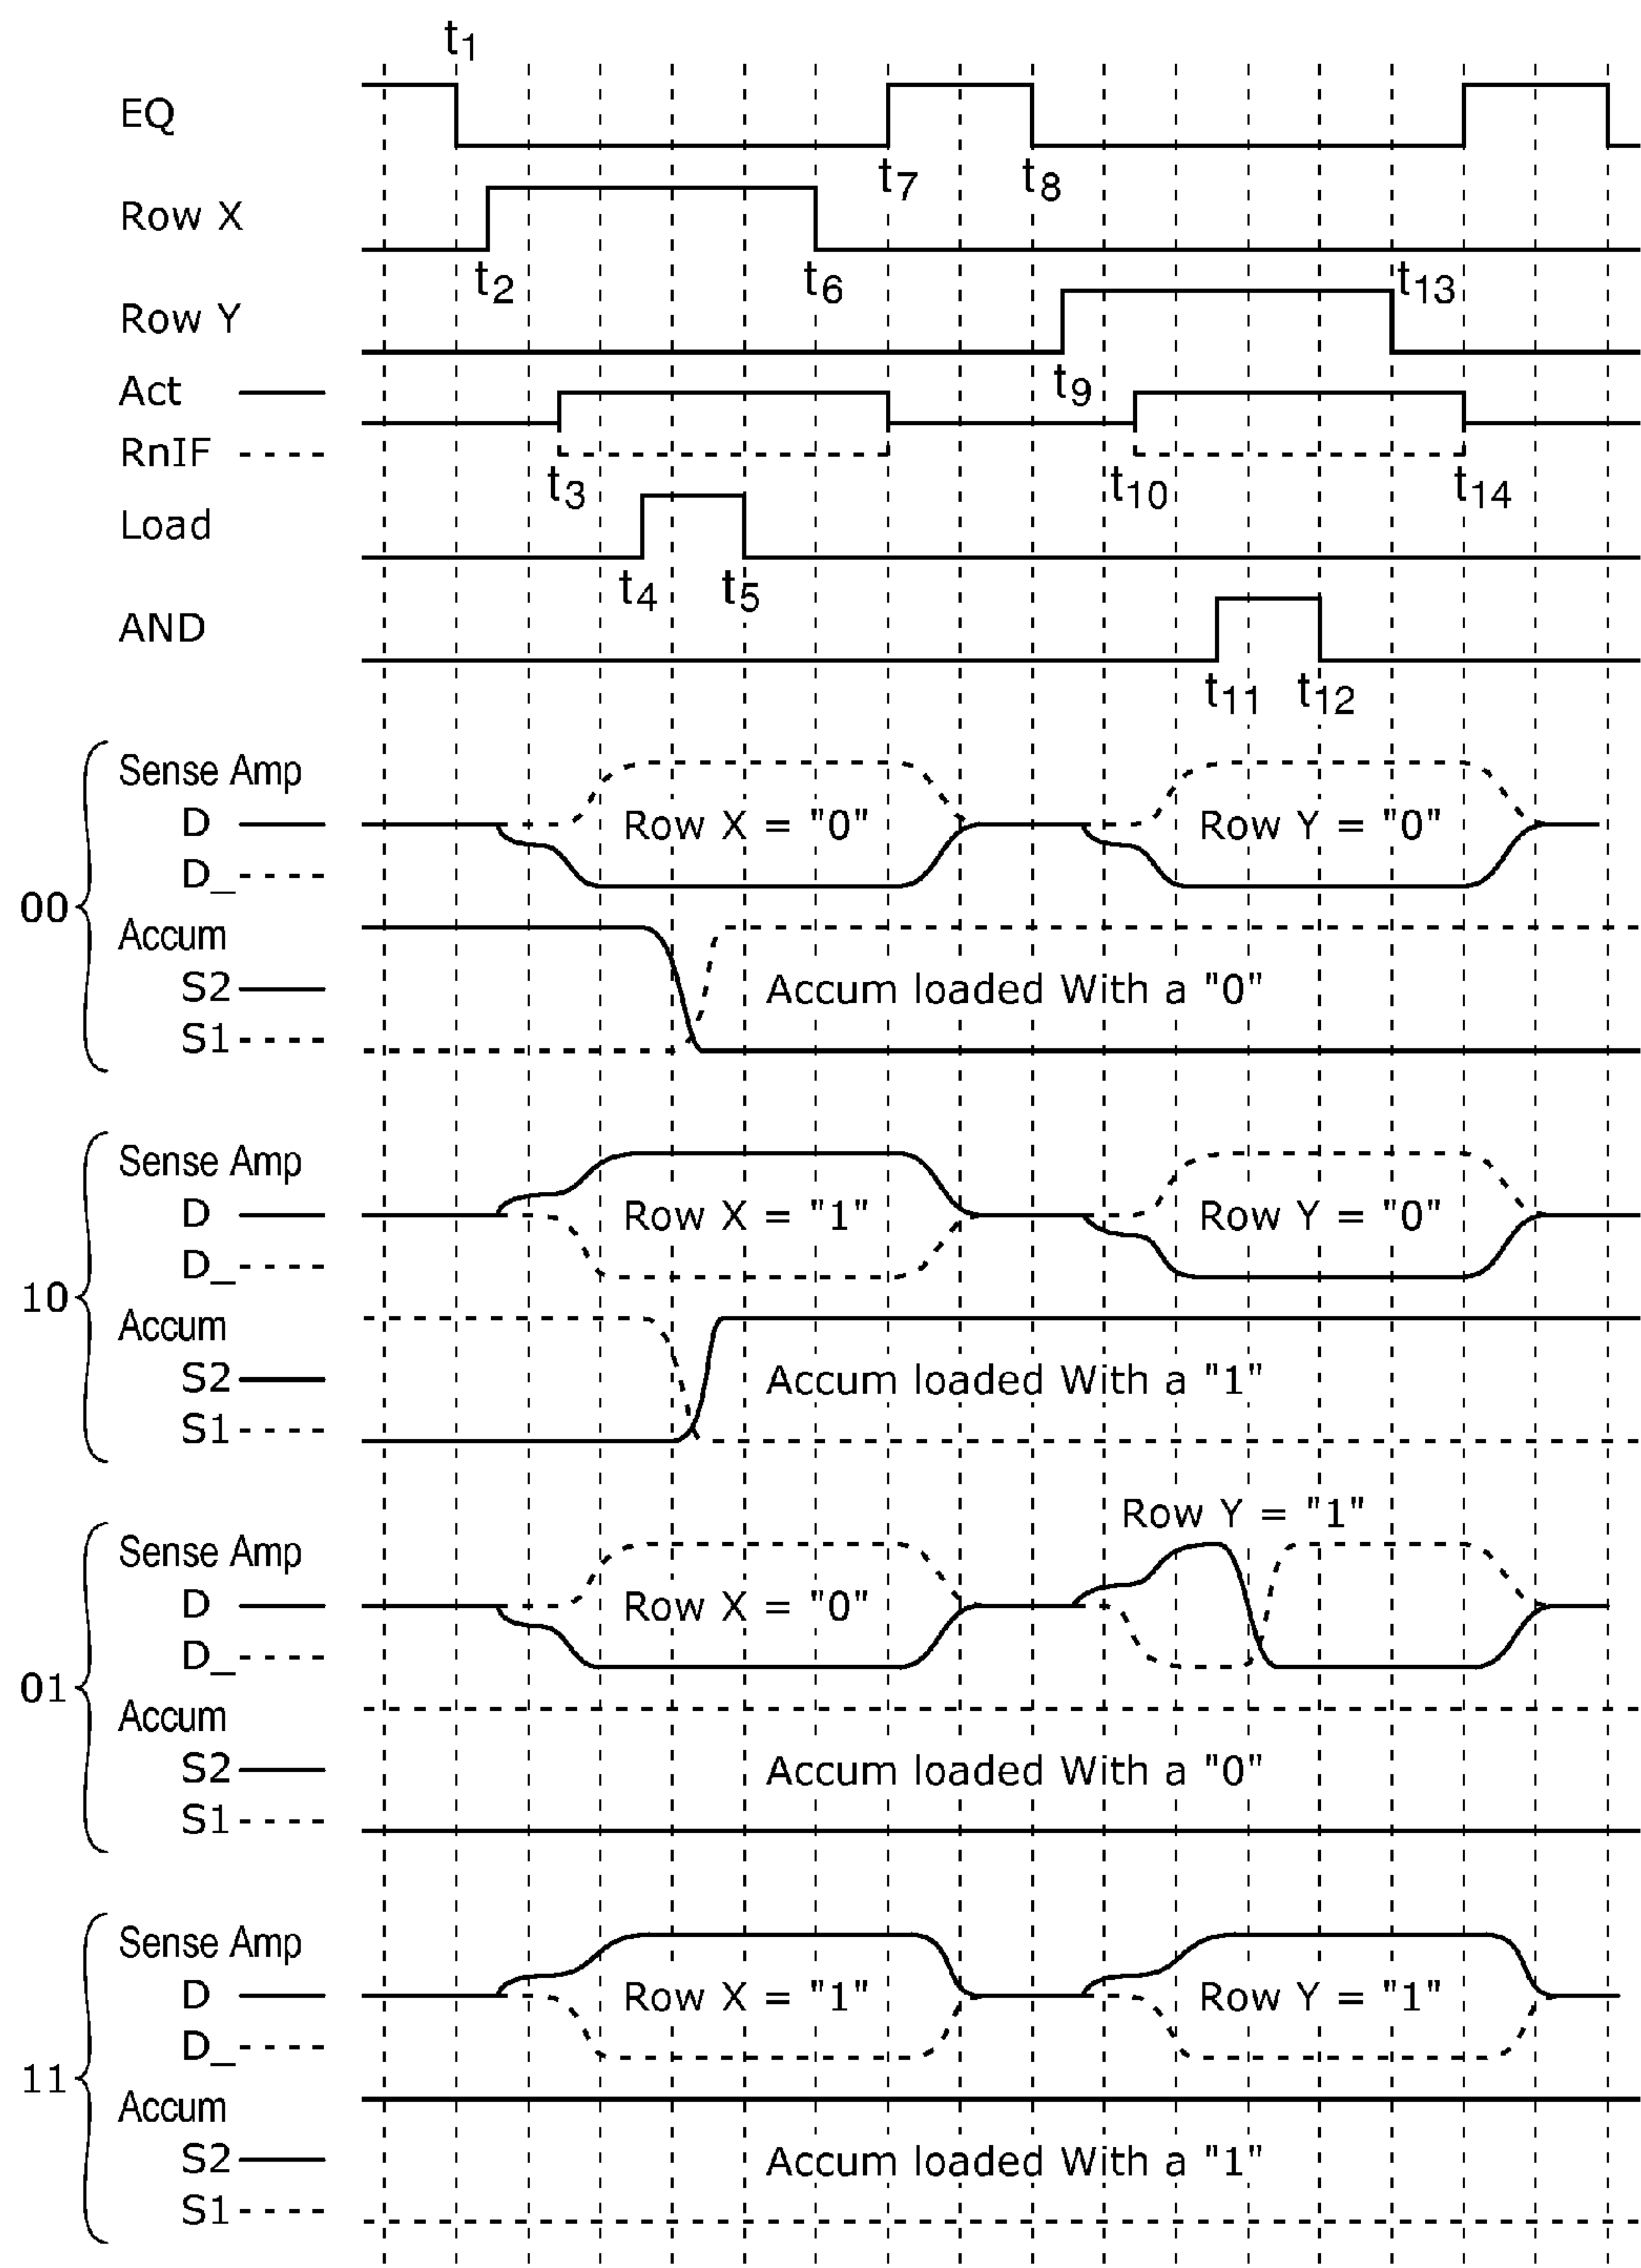 t1
EQ
t7 t8
Row X
t2 t6 t13
Row Y
t9
Act
RnIF
t3 t10 t14
Load
t4 t5
AND
t11 t12
Sense Amp
D Row X = "0" Row Y = "0"
D_
00
Accum
S2 Accum loaded With a "0"
S1
Sense Amp
D Row X = "1" Row Y = "0"
D_
10
Accum
S2 Accum loaded With a "1"
S1
Row Y = "1"
Sense Amp
D Row X = "0"
D_
01
Accum
S2 Accum loaded With a "0"
S1
Sense Amp
D Row X = "1" Row Y = "1"
D_
11
Accum
S2 Accum loaded With a "1"
S1